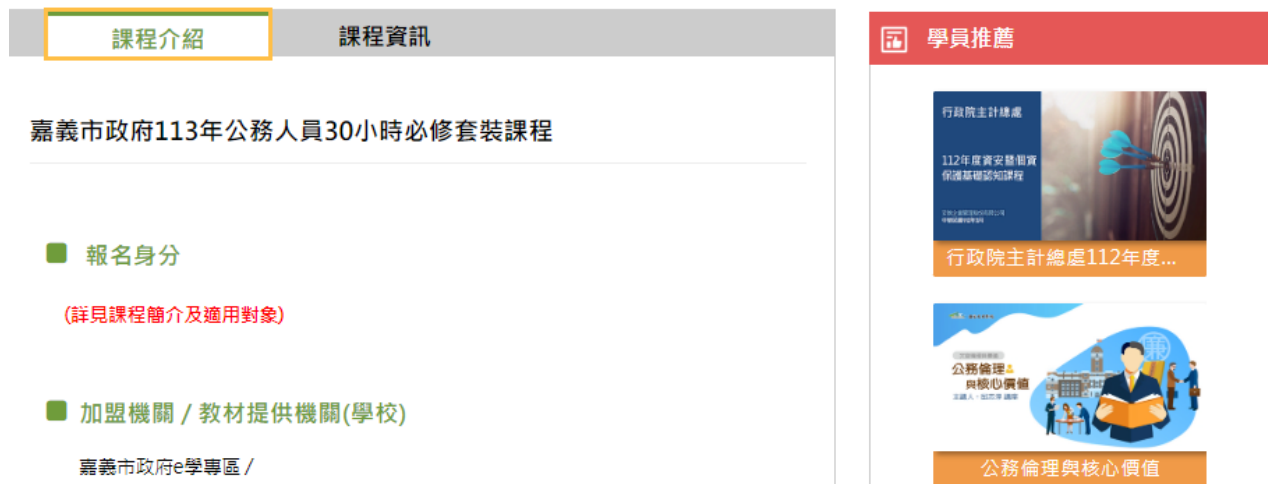 課程介紹
課程資訊
嘉義市政府113年公務人員30小時必修套裝課程
報名身分
(詳見課程簡介及適用對象)
加盟機關 / 教材提供機關(學校)
嘉義市政府e學專區 /
學員推薦
行政院主計總處
112年度資安暨個資
保護基礎認知課程
行政院主計總處112年度...
公務倫理
與核心價值
公務倫理與核心價值